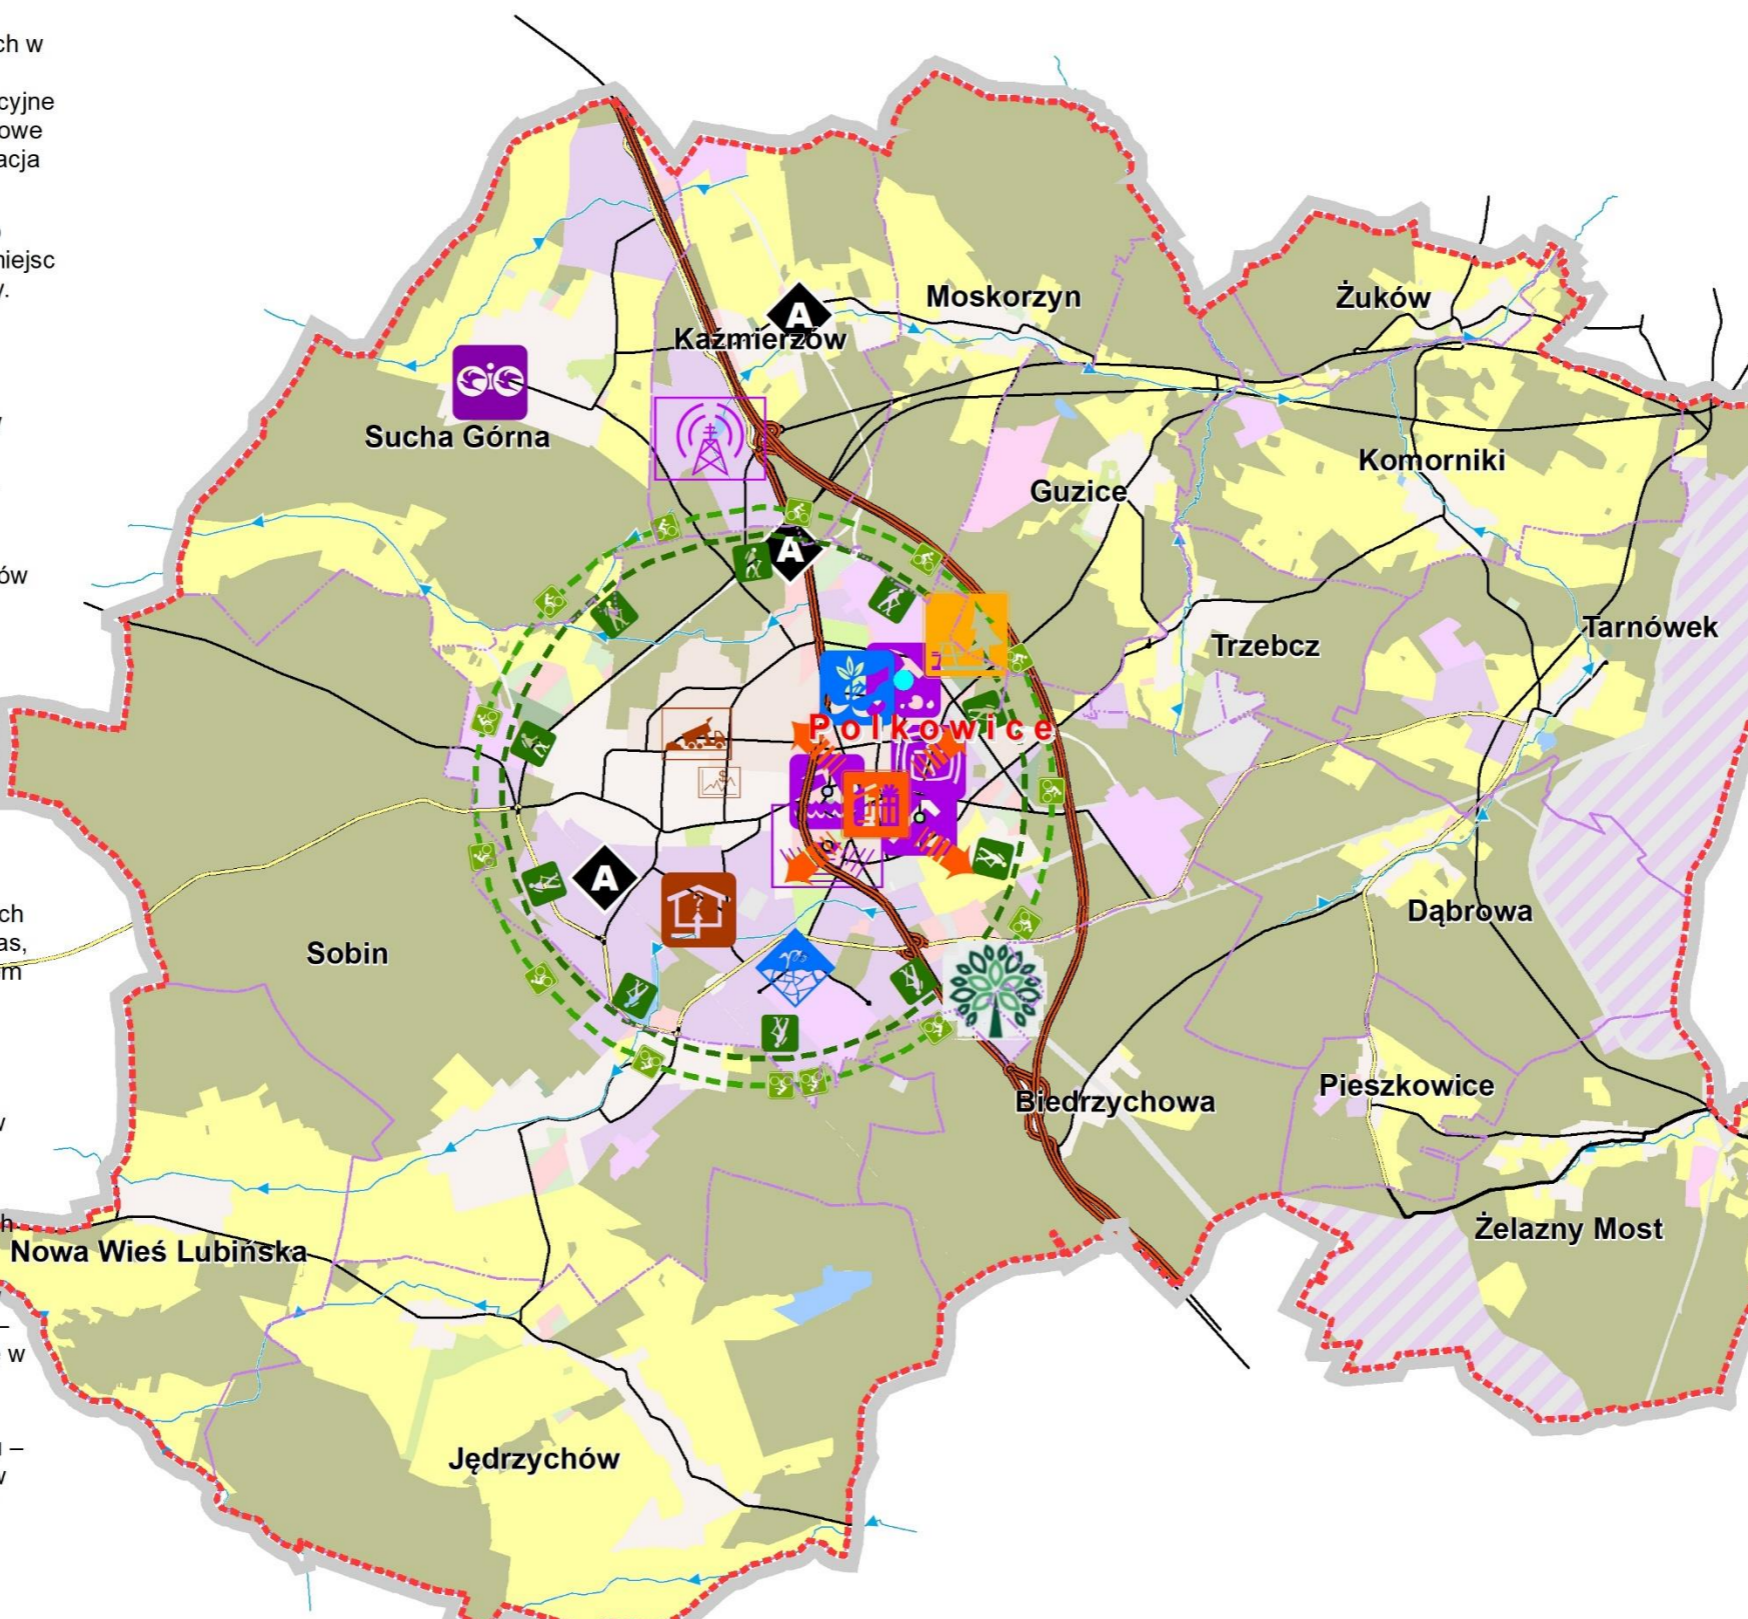 ch w
cyjne
owe
acja
niejsc
y.
ów
ch
as,
m
w
h
–
w
–
w
Moskorzyn
Żuków
A
Kaźmierzów
Sucha Górna
Komorniki
Guzice
A
Tarnówek
Trzebcz
Polkowice
A
Dąbrowa
Sobin
Pieszkowice
Biedrzychowa
Żelazny Most
Nowa Wieś Lubińska
Jędrzychów